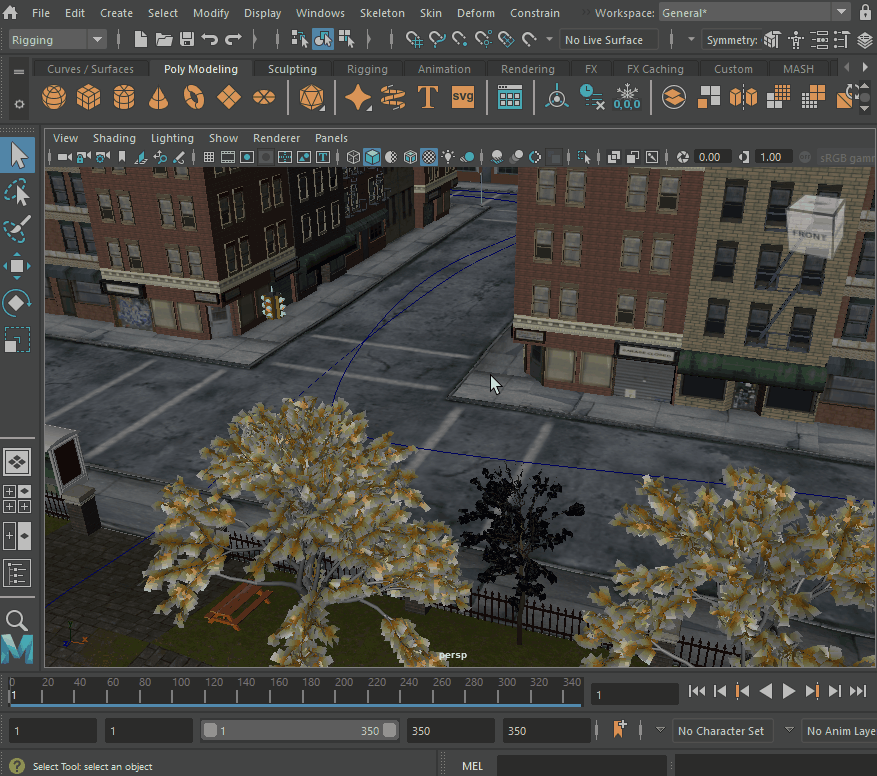 File Edit Create Select Modify Display Windows Skeleton Skin Deform Constrain Workspace: General*
Rigging No Live Surface Symmetry:
Curves / Surfaces Poly Modeling Sculpting Rigging Animation Rendering FX FX Caching Custom MASH
T svg 0,0,0
View Shading Lighting Show Renderer Panels
0.00 1.00 sRGB gamm
FRONT
persp
0 20 40 60 80 100 120 140 160 180 200 220 240 260 280 300 320 340
1 1
1 1 1 350 350 350 No Character Set No Anim Laye
Select Tool: select an object MEL